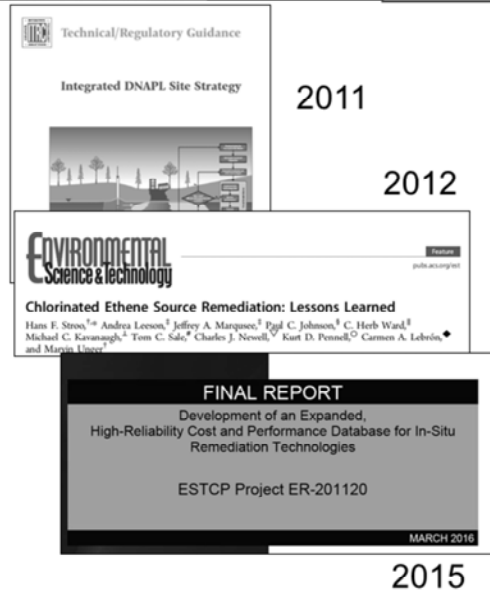 ITRC
Technical/Regulatory Guidance
Integrated DNAPL Site Strategy
2011
2012
ENVIRONMENTAL
Science & Technology
Feature
pubs.acs.org/est
Chlorinated Ethene Source Remediation: Lessons Learned
Hans F. Stroo,†,* Andrea Leeson,‡ Jeffrey A. Marqusee,‡ Paul C. Johnson,§ C. Herb Ward,∥
Michael C. Kavanaugh,⊥ Tom C. Sale,# Charles J. Newell,▽ Kurt D. Pennell,○ Carmen A. Lebrón,◆
and Marvin Unger†
FINAL REPORT
Development of an Expanded,
High-Reliability Cost and Performance Database for In-Situ
Remediation Technologies
ESTCP Project ER-201120
MARCH 2016
2015